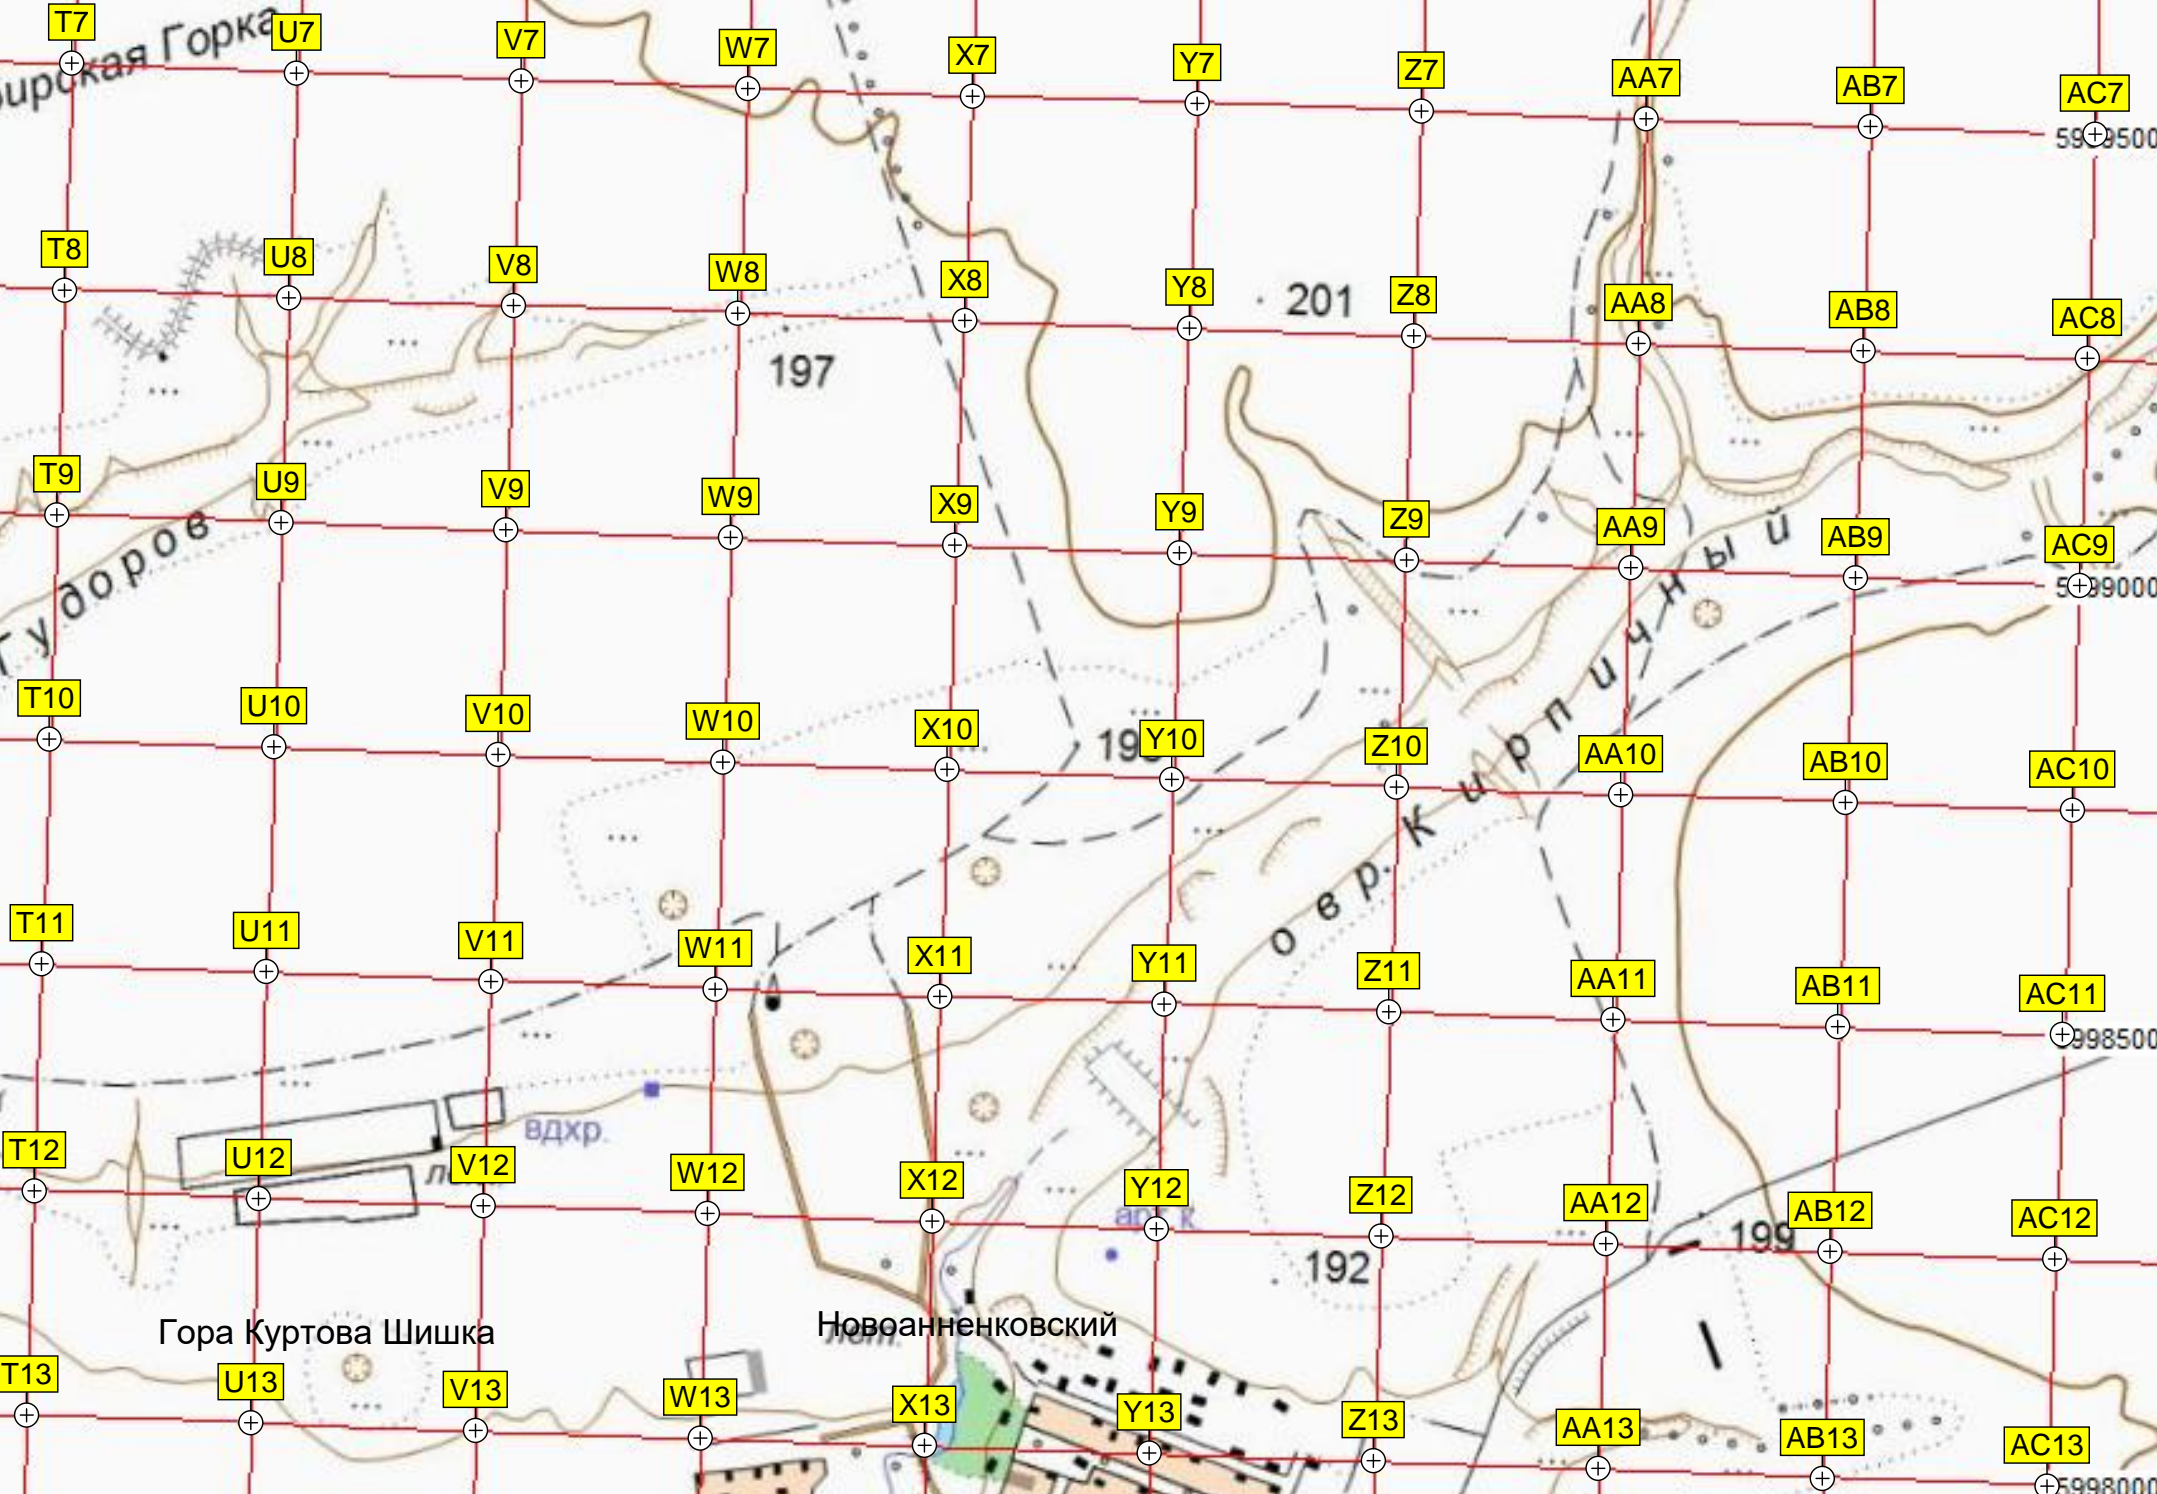 T7 U7 V7 W7 X7 Y7 Z7 AA7 AB7 AC7
T8 U8 V8 W8 X8 Y8 Z8 AA8 AB8 AC8
201
197
T9 U9 V9 W9 X9 Y9 Z9 AA9 AB9 AC9
Гудоров
T10 U10 V10 W10 X10 Y10 Z10 AA10 AB10 AC10
овр. Кирпичный
T11 U11 V11 W11 X11 Y11 Z11 AA11 AB11 AC11
вдхр.
T12 U12 V12 W12 X12 Y12 Z12 AA12 AB12 AC12
199
192
Гора Куртова Шишка
Новоанненковский
T13 U13 V13 W13 X13 Y13 Z13 AA13 AB13 AC13